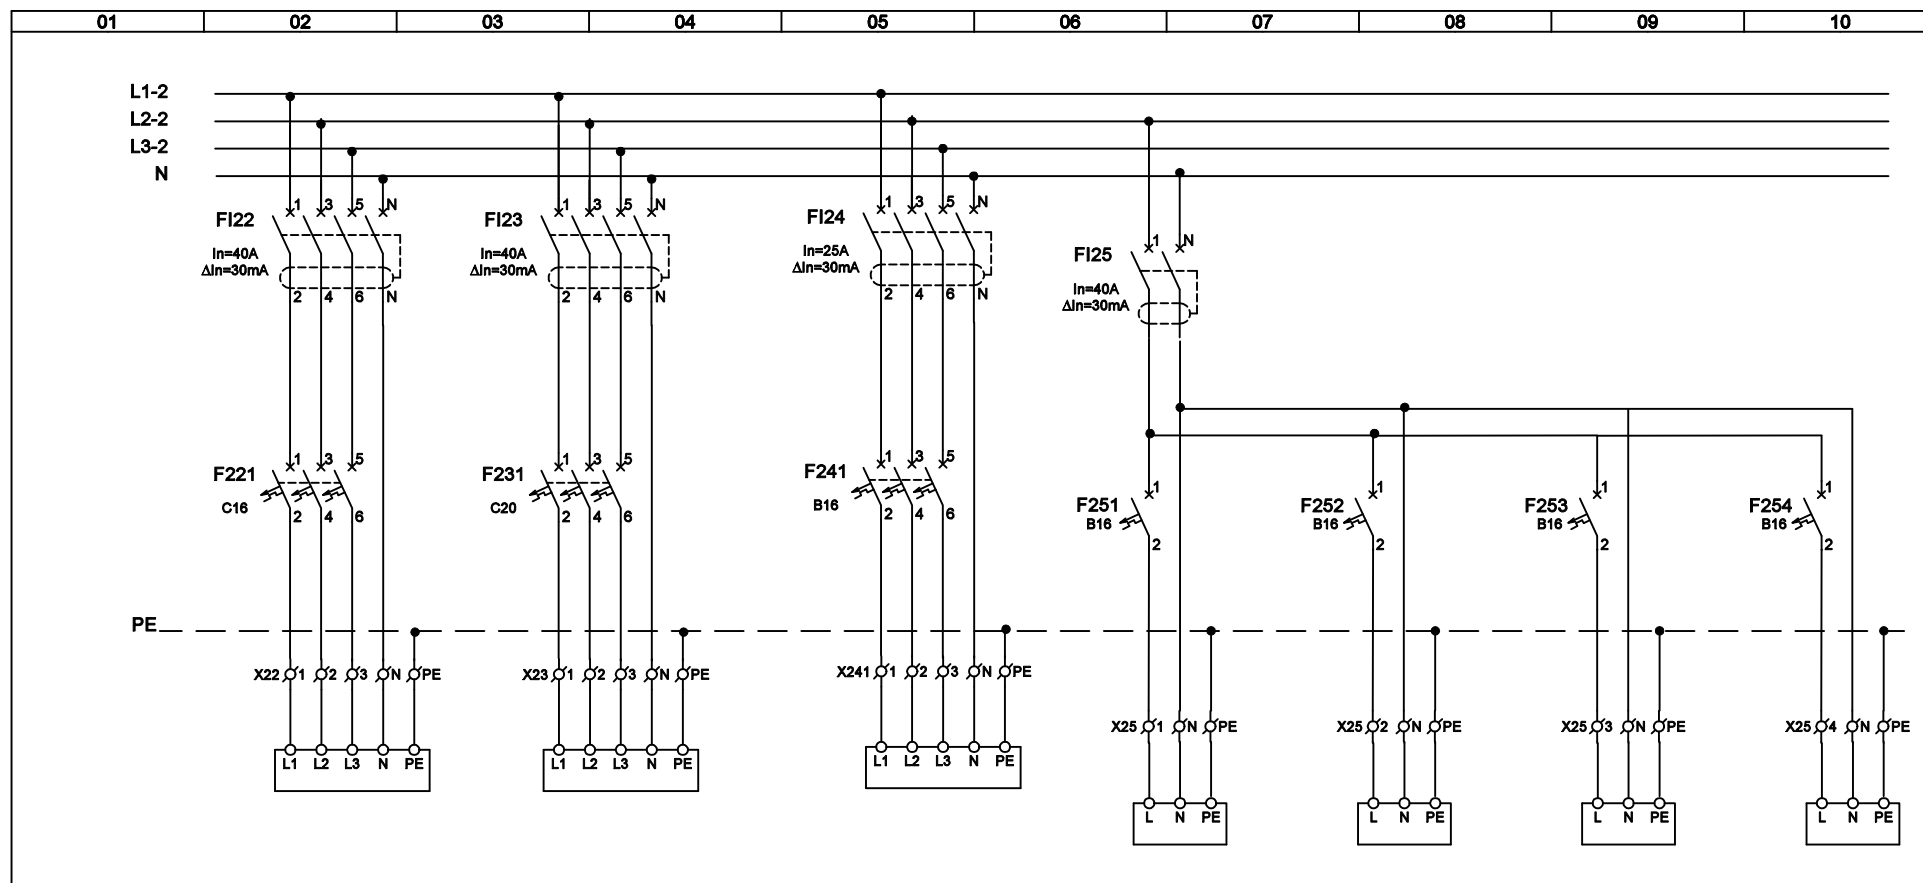 01 02 03 04 05 06 07 08 09 10
L1-2
L2-2
L3-2
N
1 3 5 N
1 3 5 N
1 3 5 N
FI22
In=40A
ΔIn=30mA
2 4 6 N
FI23
In=40A
ΔIn=30mA
2 4 6 N
FI24
In=25A
ΔIn=30mA
2 4 6 N
1 N
FI25
In=40A
ΔIn=30mA
1 3 5
F221
C16
2 4 6
1 3 5
F231
C20
2 4 6
1 3 5
F241
B16
2 4 6
1
F251
B16
2
1
F252
B16
2
1
F253
B16
2
1
F254
B16
2
PE
X22 1 2 3 N PE
X23 1 2 3 N PE
X241 1 2 3 N PE
X25 1 N PE
X25 2 N PE
X25 3 N PE
X25 4 N PE
L1 L2 L3 N PE
L1 L2 L3 N PE
L1 L2 L3 N PE
L N PE
L N PE
L N PE
L N PE